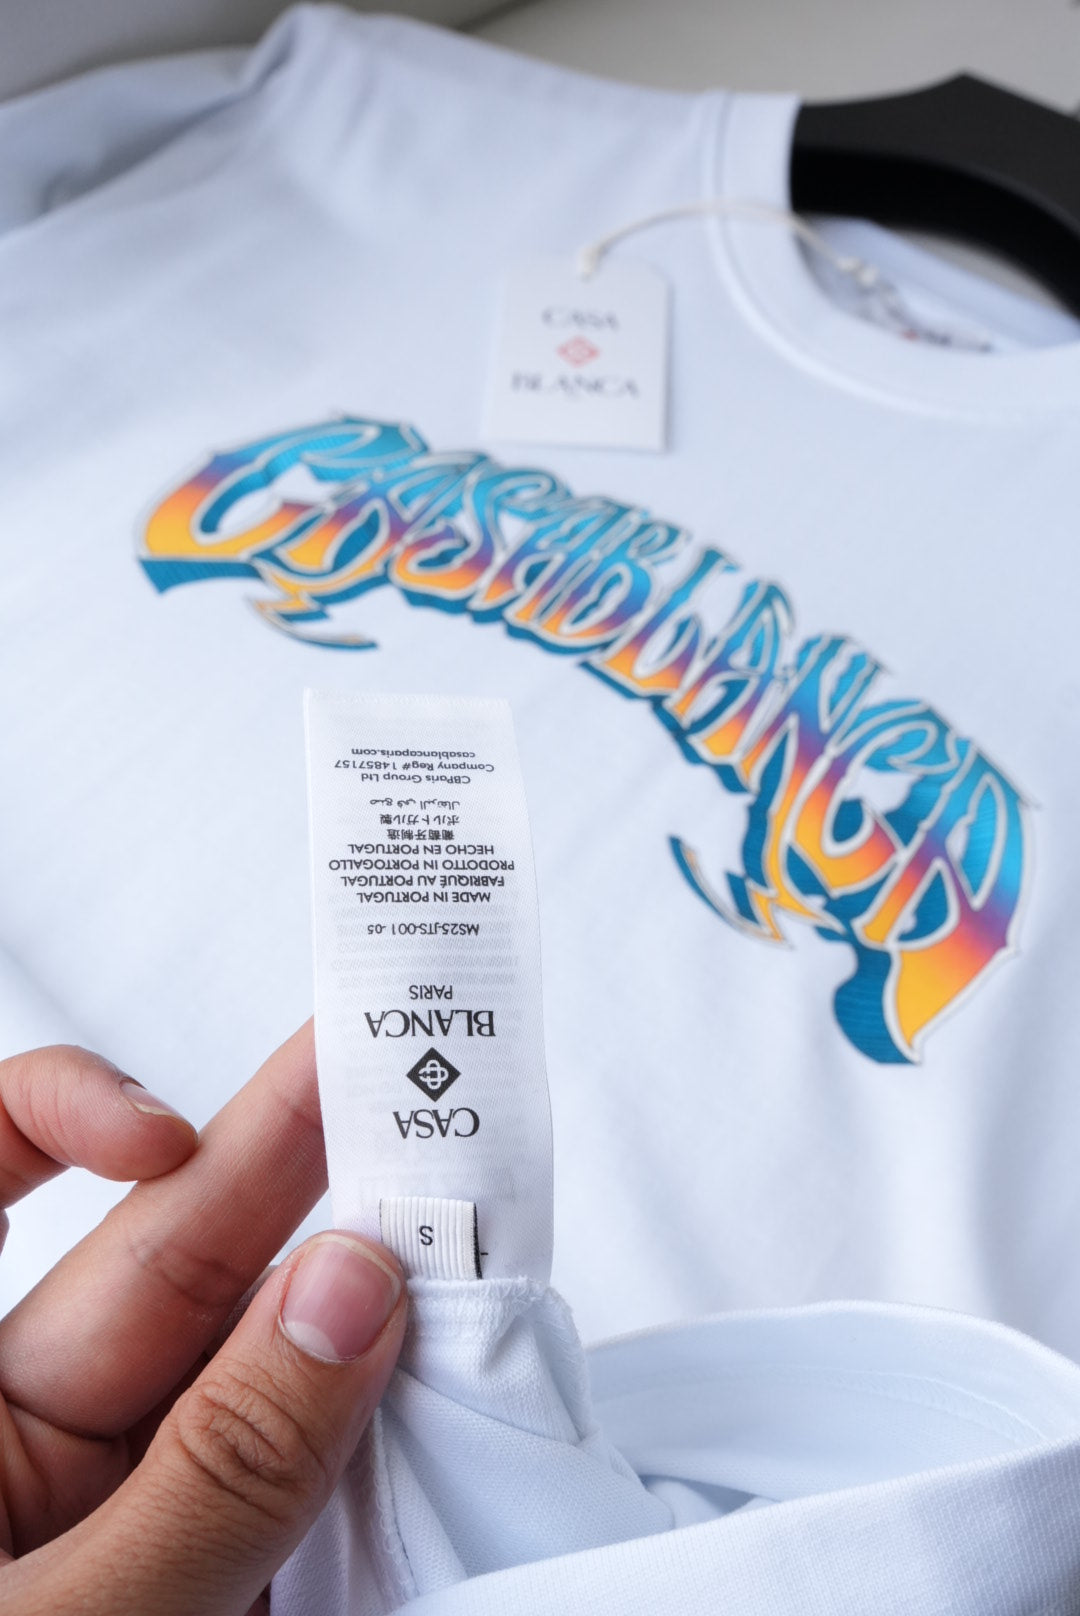 CASA
BLANCA
CASABLANCA
casablancaparis.com
Company Reg# 14857157
CBParis Group Ltd
صنع في البرتغال
ポルトガル製
葡萄牙制造
HECHO EN PORTUGAL
PRODOTTO IN PORTOGALLO
FABRIQUÉ AU PORTUGAL
MADE IN PORTUGAL
MS25-JTS-001-05
PARIS
BLANCA
CASA
S